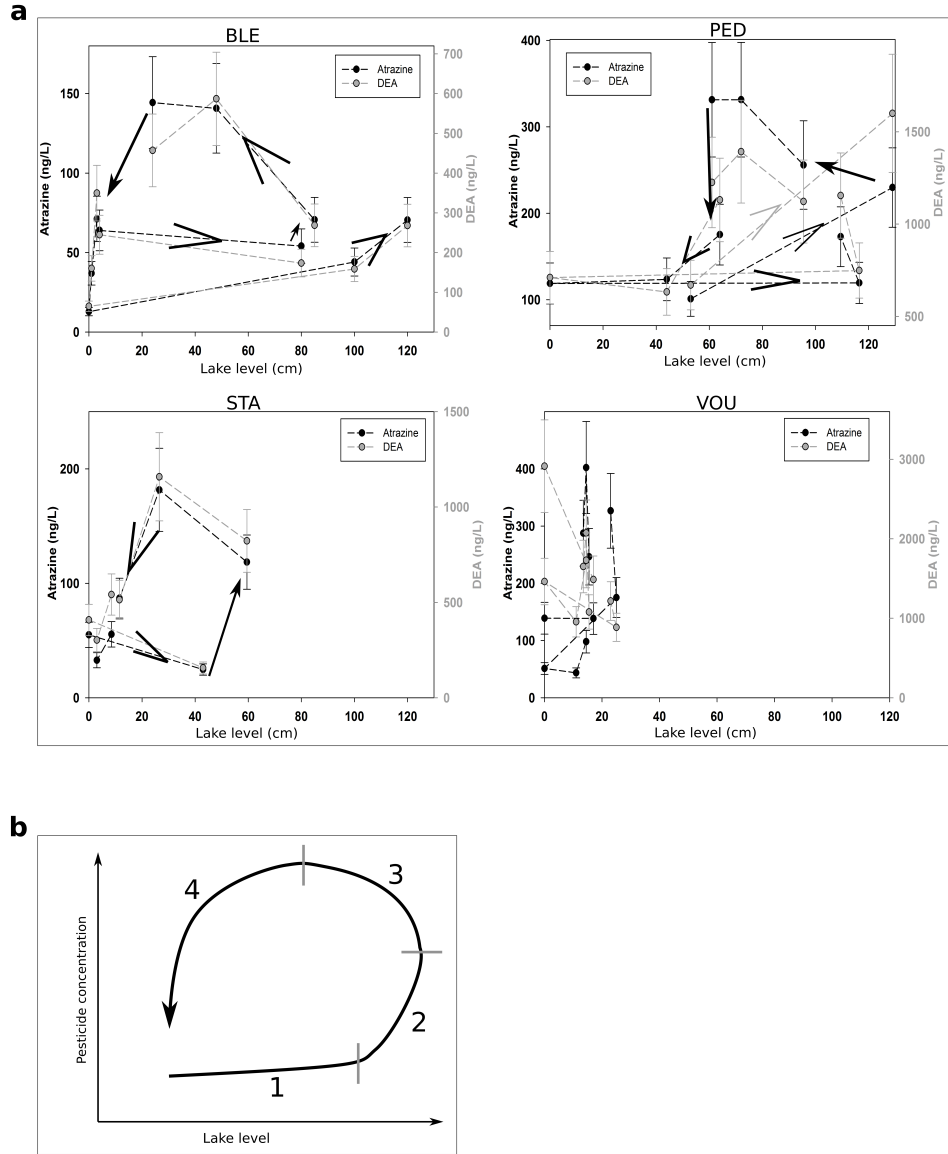 a
BLE
Atrazine
DEA
Atrazine (ng/L)
150
100
50
0
DEA (ng/L)
700
600
500
400
300
200
100
0
0 20 40 60 80 100 120
Lake level (cm)
PED
Atrazine
DEA
Atrazine (ng/L)
400
300
200
100
DEA (ng/L)
1500
1000
500
0 20 40 60 80 100 120
Lake level (cm)
STA
Atrazine
DEA
Atrazine (ng/L)
200
100
0
DEA (ng/L)
1500
1000
500
0
0 20 40 60 80 100 120
Lake level (cm)
VOU
Atrazine
DEA
Atrazine (ng/L)
400
300
200
100
0
DEA (ng/L)
3000
2000
1000
0
0 20 40 60 80 100 120
Lake level (cm)
b
Pesticide concentration
4
3
2
1
Lake level